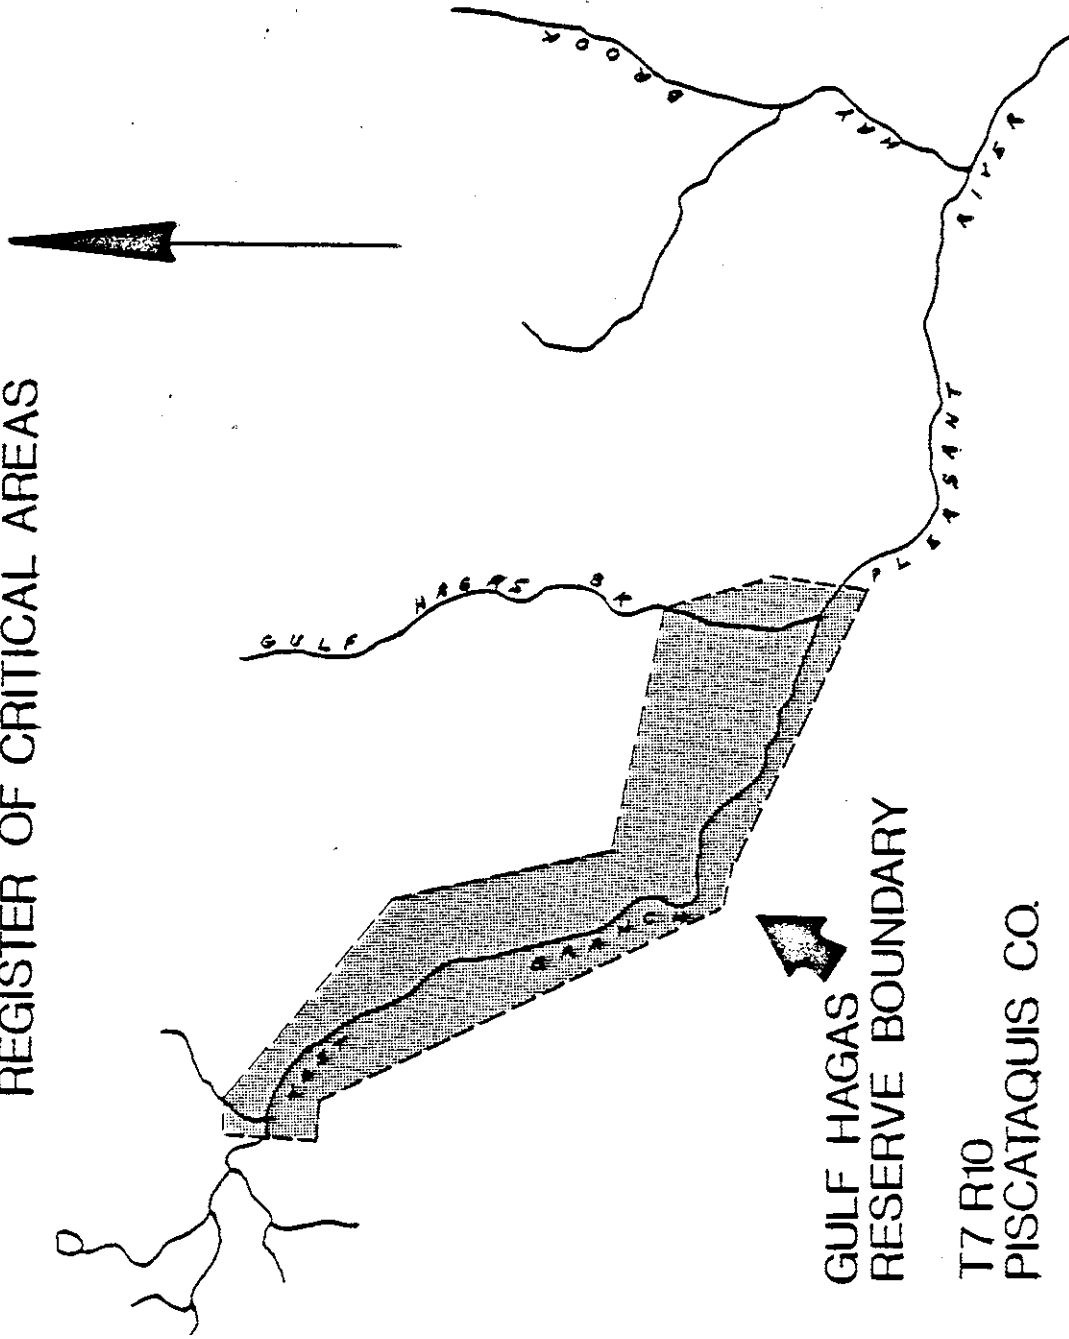 REGISTER OF CRITICAL AREAS
BROOK
HAY
RIVER
PLEASANT
GULF HAGAS BK
WEST
BRANCH
GULF HAGAS
RESERVE BOUNDARY
T7 R10
PISCATAQUIS CO.